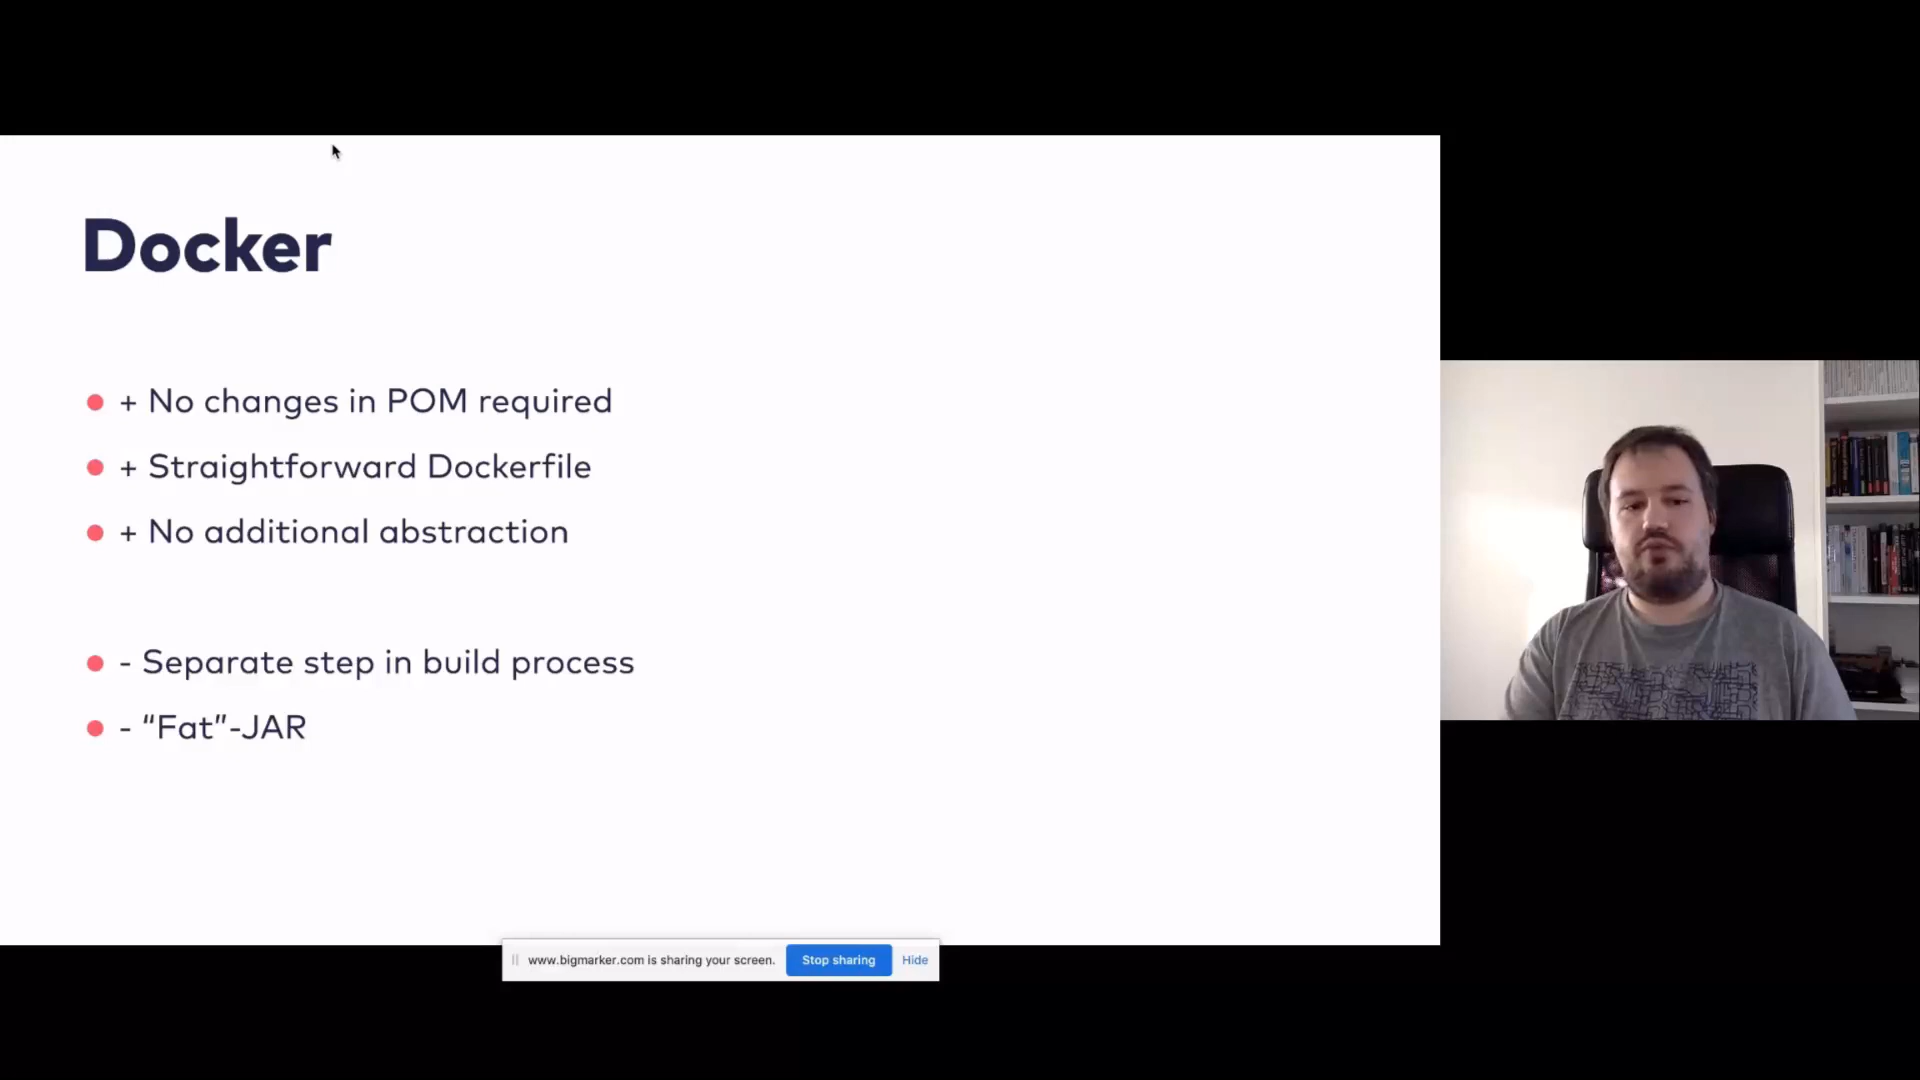 Docker
+ No changes in POM required
+ Straightforward Dockerfile
+ No additional abstraction
- Separate step in build process
- “Fat”-JAR
www.bigmarker.com is sharing your screen. Stop sharing Hide